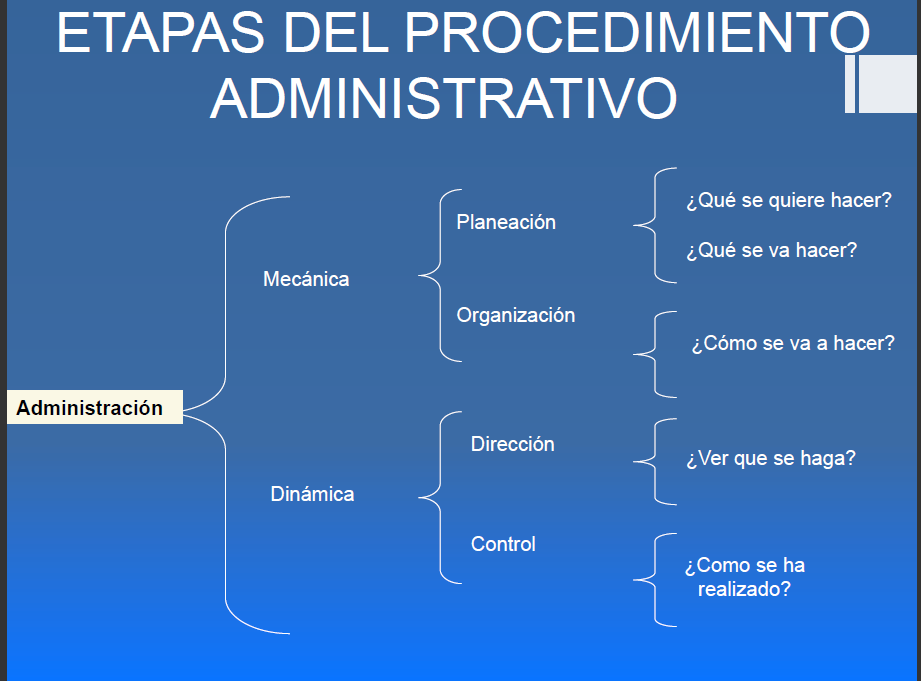 ETAPAS DEL PROCEDIMIENTO
ADMINISTRATIVO
Administración
Mecánica
Planeación
¿Qué se quiere hacer?
¿Qué se va hacer?
Organización
¿Cómo se va a hacer?
Dinámica
Dirección
¿Ver que se haga?
Control
¿Como se ha
realizado?